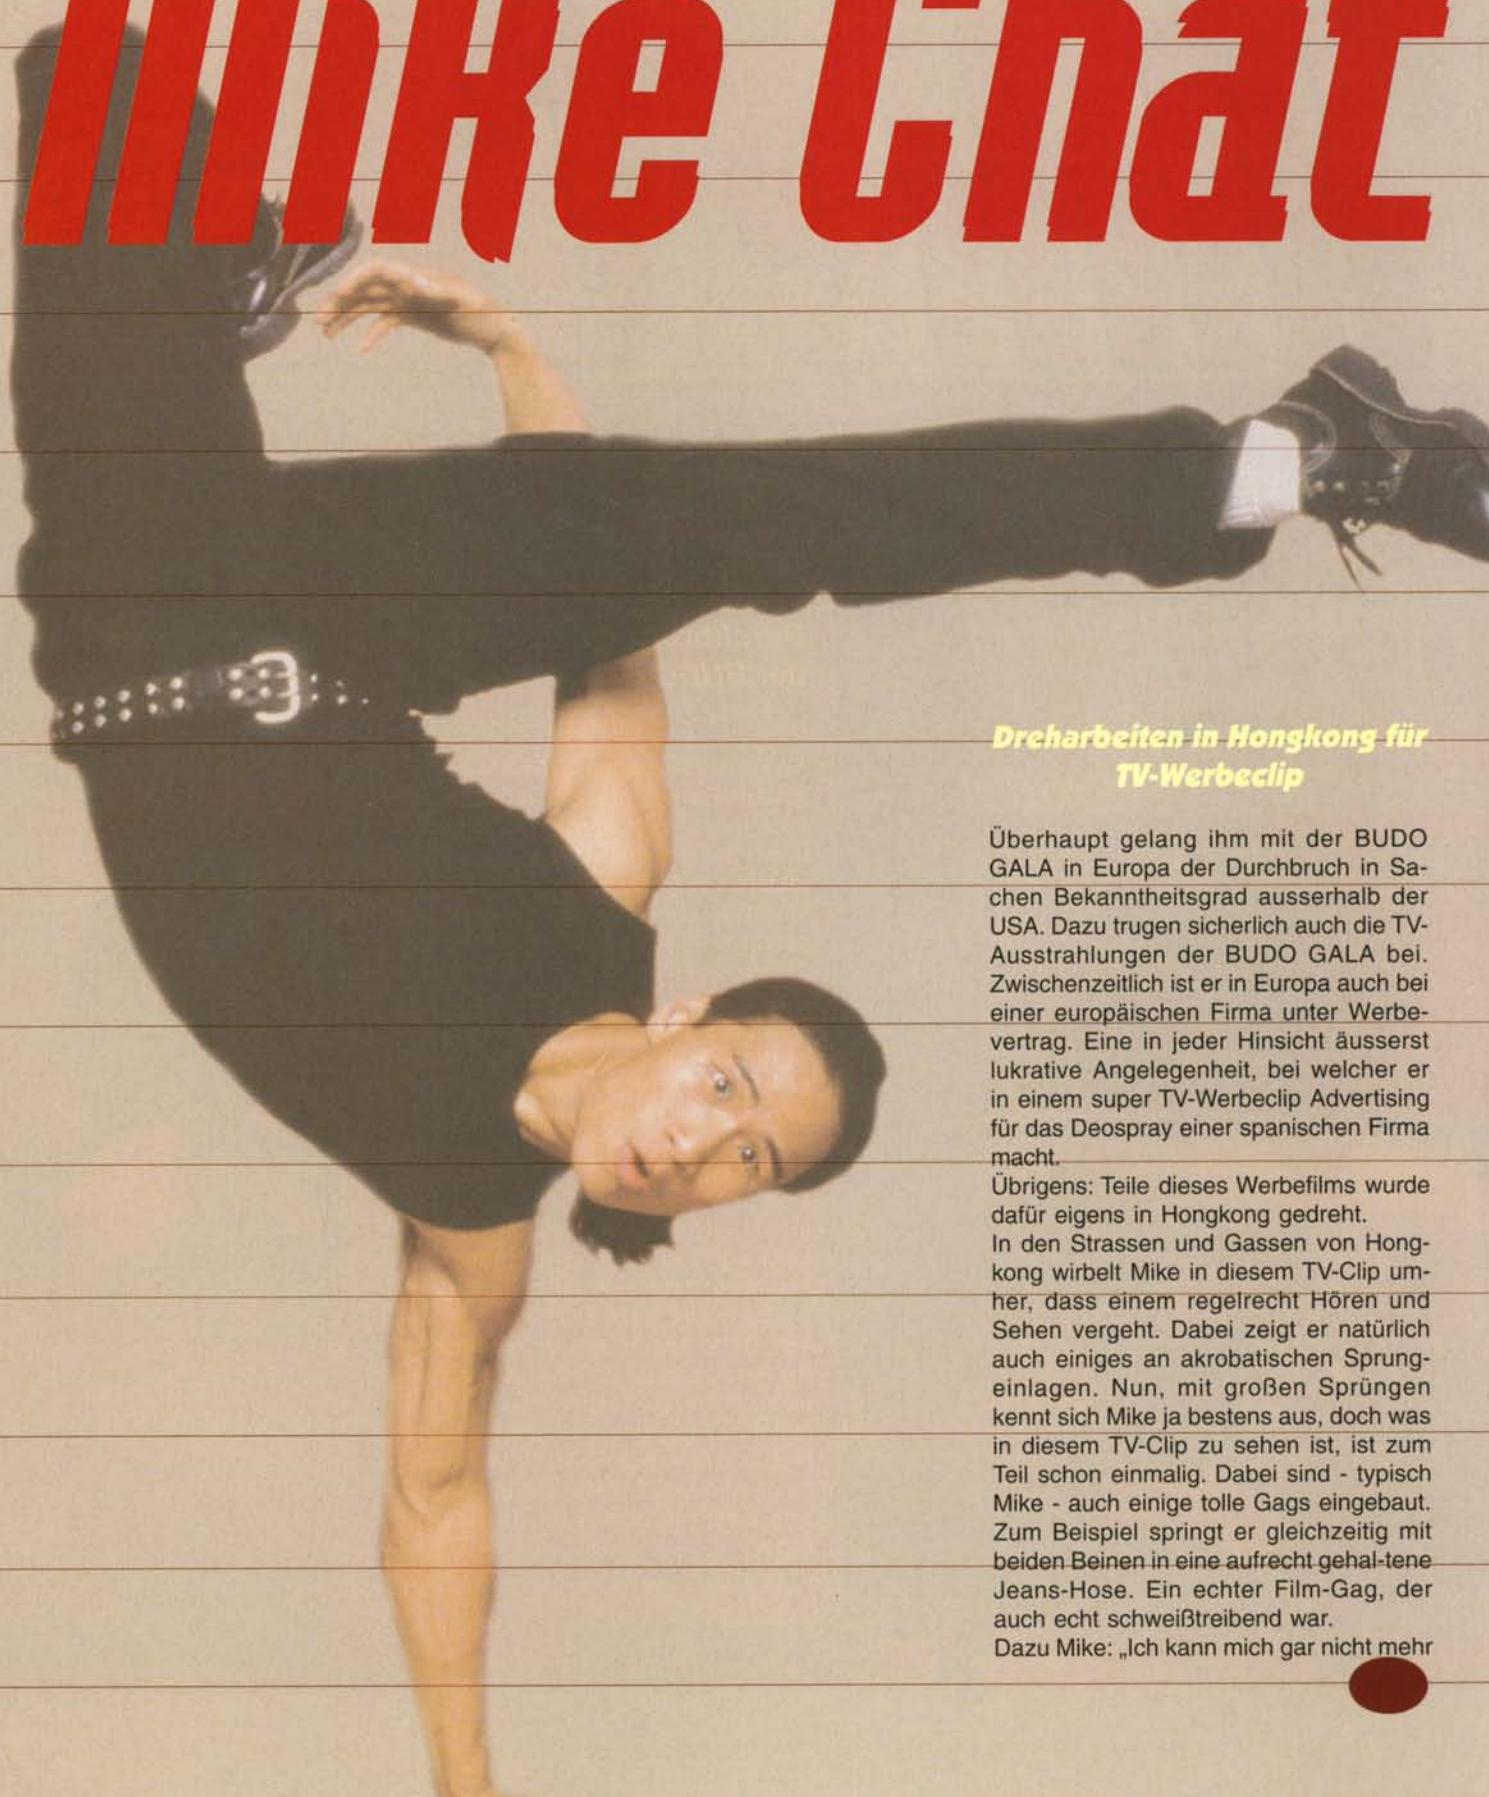 Mike Chat
Dreharbeiten in Hongkong für
TV-Werbeclip
Überhaupt gelang ihm mit der BUDO
GALA in Europa der Durchbruch in Sa-
chen Bekanntheitsgrad ausserhalb der
USA. Dazu trugen sicherlich auch die TV-
Ausstrahlungen der BUDO GALA bei.
Zwischenzeitlich ist er in Europa auch bei
einer europäischen Firma unter Werbe-
vertrag. Eine in jeder Hinsicht äusserst
lukrative Angelegenheit, bei welcher er
in einem super TV-Werbeclip Advertising
für das Deospray einer spanischen Firma
macht.
Übrigens: Teile dieses Werbefilms wurde
dafür eigens in Hongkong gedreht.
In den Strassen und Gassen von Hong-
kong wirbelt Mike in diesem TV-Clip um-
her, dass einem regelrecht Hören und
Sehen vergeht. Dabei zeigt er natürlich
auch einiges an akrobatischen Sprung-
einlagen. Nun, mit großen Sprüngen
kennt sich Mike ja bestens aus, doch was
in diesem TV-Clip zu sehen ist, ist zum
Teil schon einmalig. Dabei sind - typisch
Mike - auch einige tolle Gags eingebaut.
Zum Beispiel springt er gleichzeitig mit
beiden Beinen in eine aufrecht gehal-tene
Jeans-Hose. Ein echter Film-Gag, der
auch echt schweißtreibend war.
Dazu Mike: „Ich kann mich gar nicht mehr